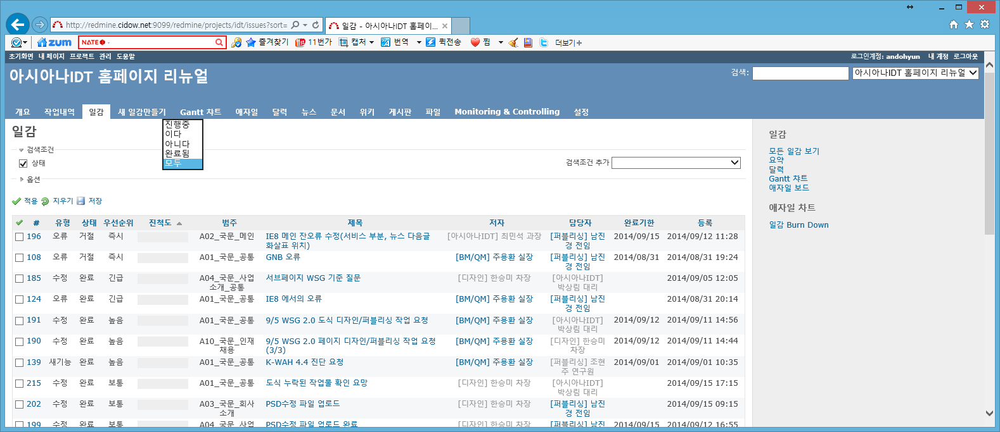 http://redmine.cidow.net:9099/redmine/projects/idt/issues?sort=
일감 - 아시아나IDT 홈페이...
zum NATE 즐겨찾기 11번가 캡처 번역 퀵전송 찜 더보기+
초기화면 내 페이지 프로젝트 관리 도움말
로그인계정: andohyun 내 계정 로그아웃
아시아나IDT 홈페이지 리뉴얼
검색: 아시아나IDT 홈페이지 리뉴얼
개요 작업내역 일감 새 일감만들기 Gantt 챠트 애자일 달력 뉴스 문서 위키 게시판 파일 Monitoring & Controlling 설정
일감
검색조건
상태
진행중
이다
아니다
완료됨
모두
검색조건 추가
옵션
적용 지우기 저장
# 유형 상태 우선순위 진척도 범주 제목 저자 담당자 완료기한 등록
196 오류 거절 즉시 A02_국문_메인 IE8 메인 잔오류 수정(서비스 부분, 뉴스 다음글 [아시아나IDT] 최민석 과장 [퍼블리싱] 남진 2014/09/15 2014/09/12 11:28
화살표 위치) 경 전임
108 오류 거절 즉시 A01_국문_공통 GNB 오류 [BM/QM] 주용환 실장 [퍼블리싱] 남진 2014/08/31 2014/08/31 19:24
경 전임
185 수정 완료 긴급 A04_국문_사업 서브페이지 WSG 기준 질문 [디자인] 한승미 차장 [아시아나IDT] 2014/09/05 12:05
소개_공통 박상림 대리
124 오류 완료 긴급 A01_국문_공통 IE8 에서의 오류 [BM/QM] 주용환 실장 [퍼블리싱] 남진 2014/08/31 20:14
경 전임
191 수정 완료 높음 A01_국문_공통 9/5 WSG 2.0 도식 디자인/퍼블리싱 작업 요청 [BM/QM] 주용환 실장 [아시아나IDT] 2014/09/12 2014/09/11 14:56
박상림 대리
190 수정 완료 높음 A10_국문_인재 9/5 WSG 2.0 페이지 디자인/퍼블리싱 작업 요청 [BM/QM] 주용환 실장 [디자인] 한승미 2014/09/12 2014/09/11 14:44
채용 (3/3) 차장
139 새기능 완료 높음 A01_국문_공통 K-WAH 4.4 진단 요청 [BM/QM] 주용환 실장 [퍼블리싱] 조현 2014/09/01 2014/09/01 10:35
주 연구원
215 수정 완료 보통 A01_국문_공통 도식 누락된 작업물 확인 요망 [디자인] 한승미 차장 [아시아나IDT] 2014/09/15 17:15
박상림 대리
202 수정 완료 보통 A03_국문_회사 PSD수정 파일 업로드 [디자인] 한승미 차장 [퍼블리싱] 남진 2014/09/15 09:15
소개 경 전임
199 수정 완료 보통 A04_국문_사업 PSD수정 파일 업로드 완료 [디자인] 한승미 차장 [퍼블리싱] 남진 2014/09/15 2014/09/12 16:55
일감
모든 일감 보기
요약
달력
Gantt 챠트
애자일 보드
애자일 차트
일감 Burn Down